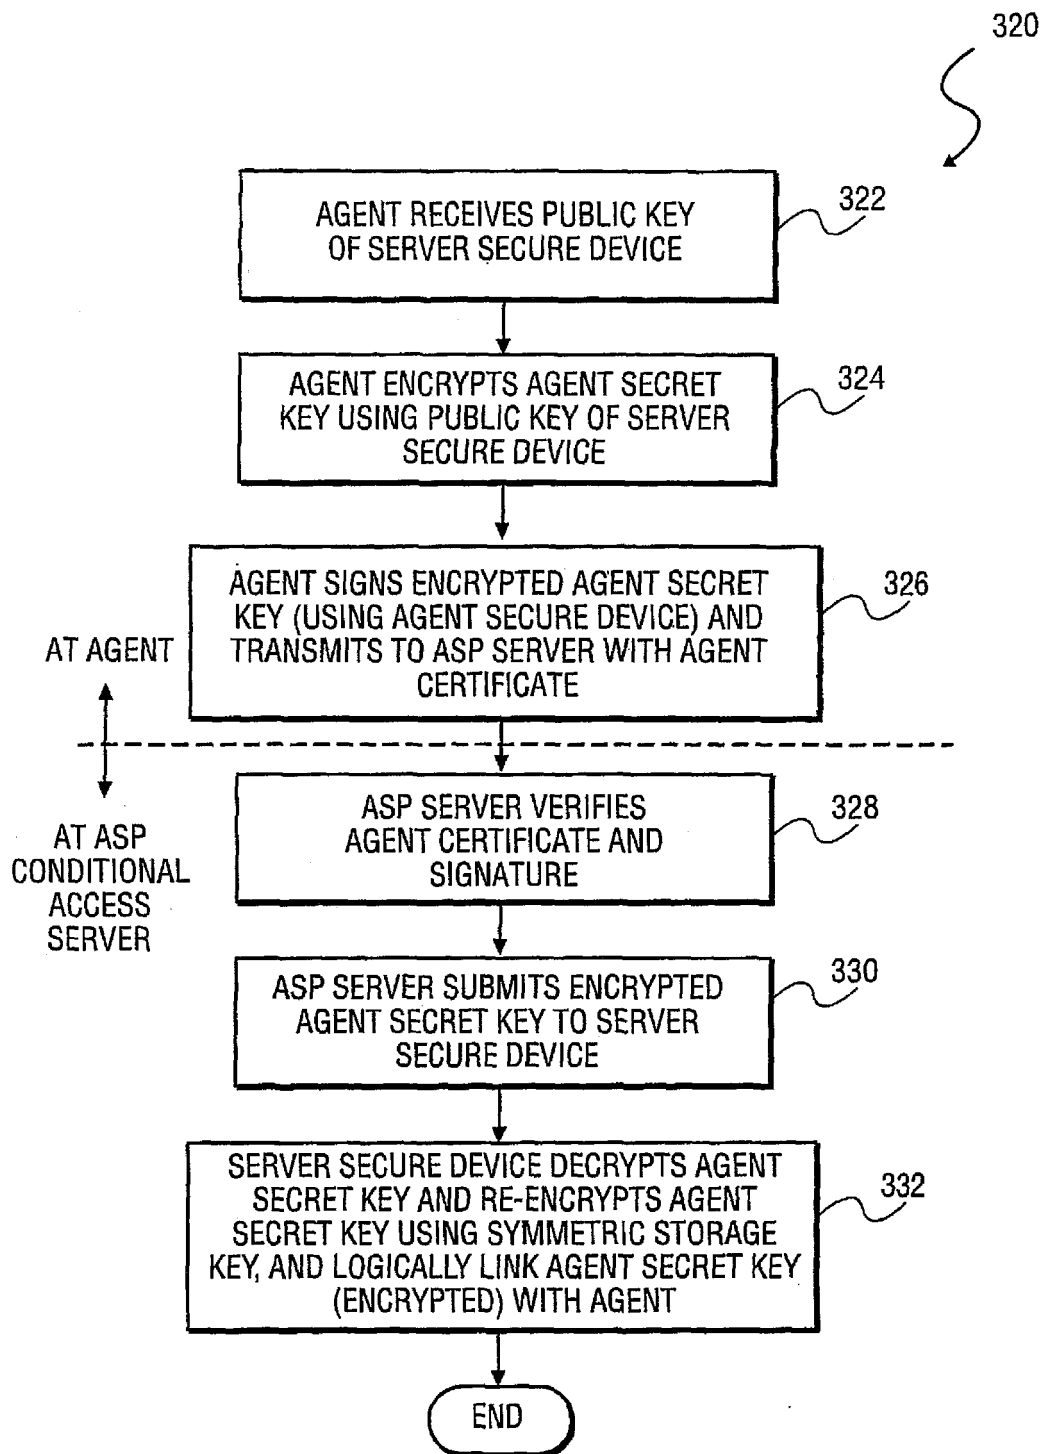 320
AGENT RECEIVES PUBLIC KEY
OF SERVER SECURE DEVICE
322
AGENT ENCRYPTS AGENT SECRET
KEY USING PUBLIC KEY OF SERVER
SECURE DEVICE
324
AGENT SIGNS ENCRYPTED AGENT SECRET
KEY (USING AGENT SECURE DEVICE) AND
TRANSMITS TO ASP SERVER WITH AGENT
CERTIFICATE
326
AT AGENT
AT ASP
CONDITIONAL
ACCESS
SERVER
ASP SERVER VERIFIES
AGENT CERTIFICATE AND
SIGNATURE
328
ASP SERVER SUBMITS ENCRYPTED
AGENT SECRET KEY TO SERVER
SECURE DEVICE
330
SERVER SECURE DEVICE DECRYPTS AGENT
SECRET KEY AND RE-ENCRYPTS AGENT
SECRET KEY USING SYMMETRIC STORAGE
KEY, AND LOGICALLY LINK AGENT SECRET KEY
(ENCRYPTED) WITH AGENT
332
END